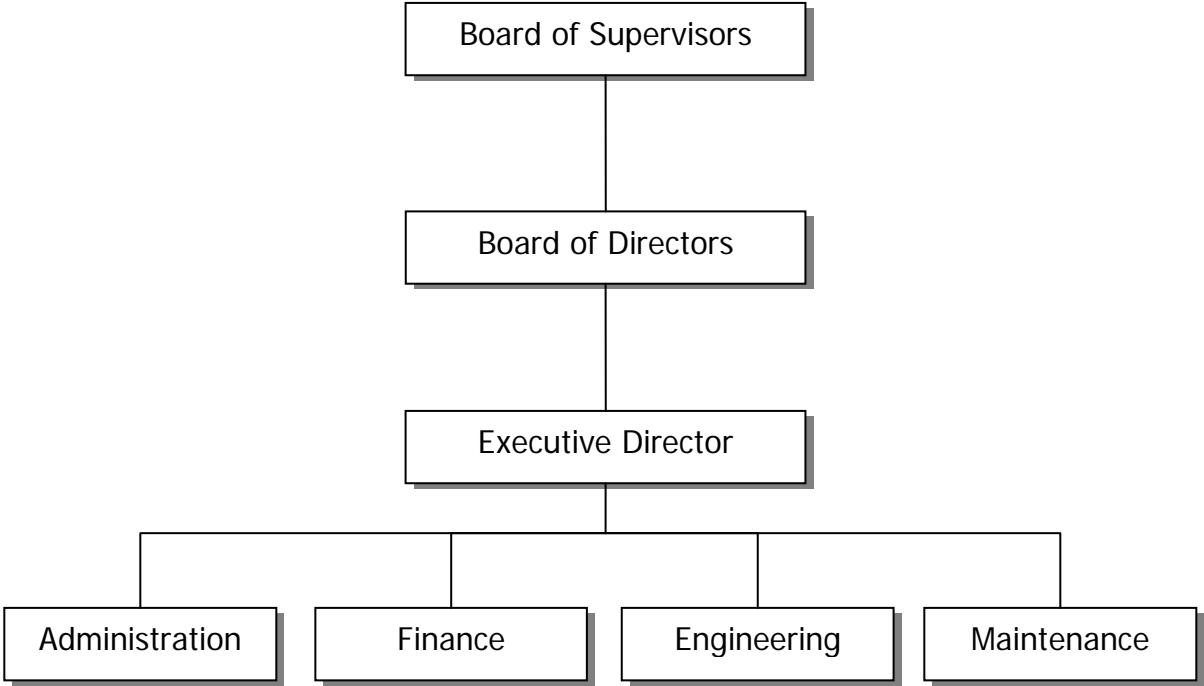 Board of Supervisors
Board of Directors
Executive Director
Administration
Finance
Engineering
Maintenance